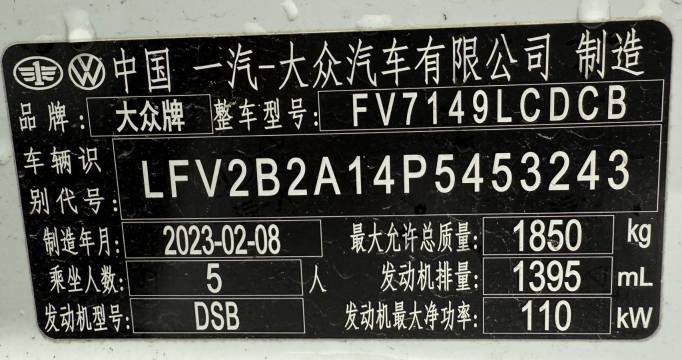 中国 一汽-大众汽车有限公司 制造
品牌: 大众牌 整车型号: FV7149LCDCB
车辆识别代号: LFV2B2A14P5453243
制造年月: 2023-02-08 最大允许总质量: 1850 kg
乘坐人数: 5 人 发动机排量: 1395 mL
发动机型号: DSB 发动机最大净功率: 110 kW